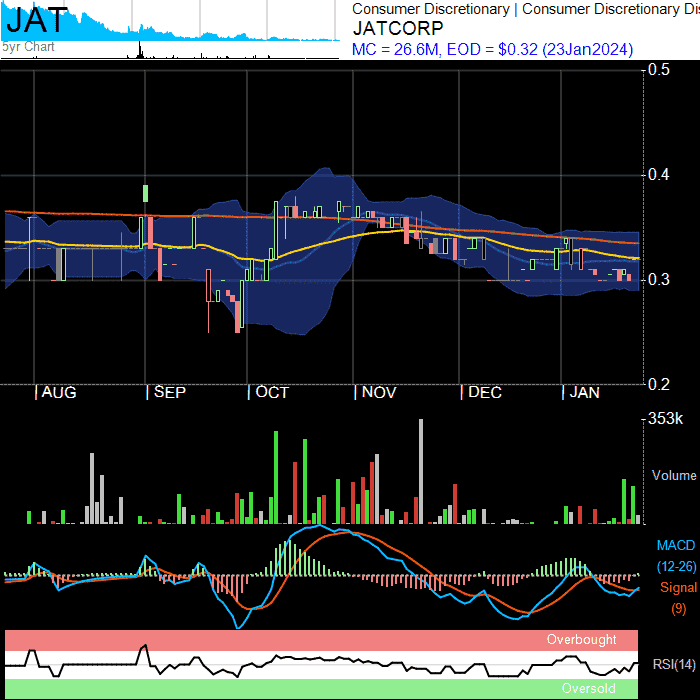 JAT
5yr Chart
Consumer Discretionary | Consumer Discretionary Dis
JATCORP
MC = 26.6M, EOD = $0.32 (23Jan2024)
0.5
0.4
0.3
0.2
| AUG | SEP | OCT | NOV | DEC | JAN
353k
Volume
MACD
(12-26)
Signal
(9)
Overbought
RSI(14)
Oversold